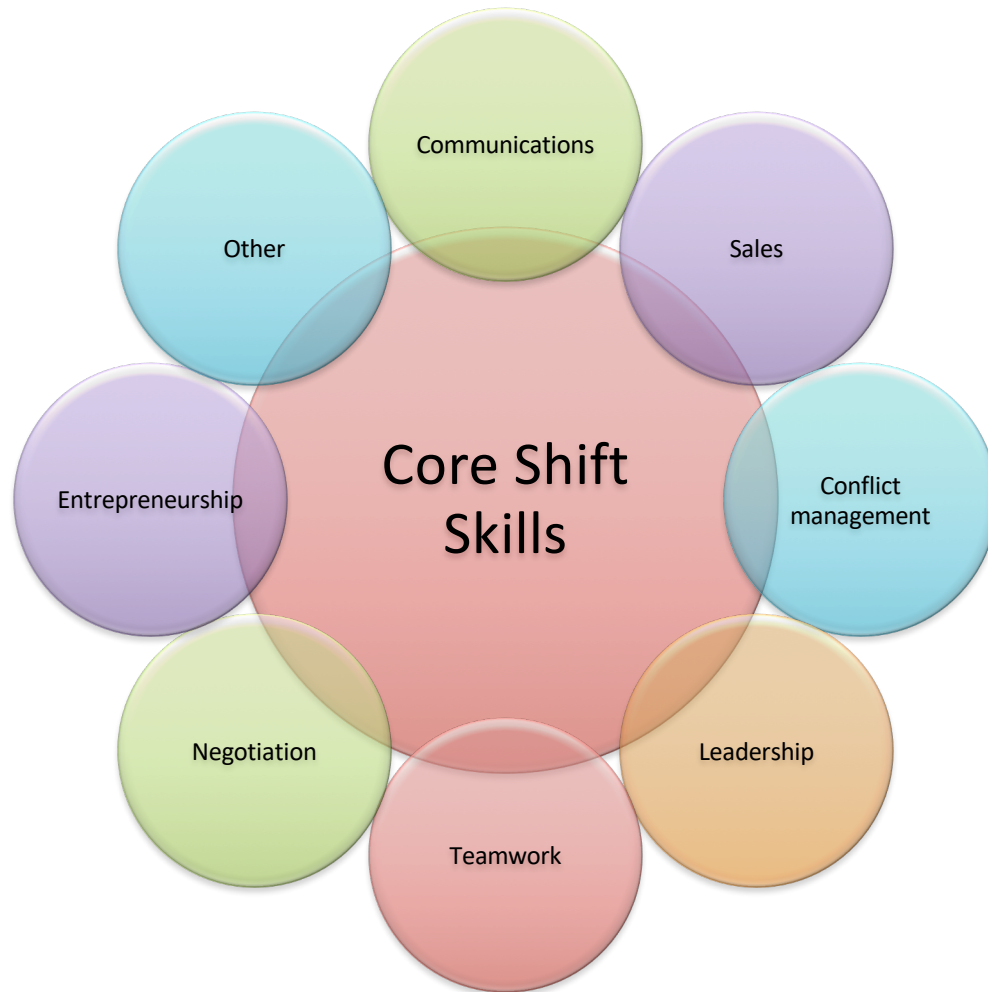 Communications
Sales
Conflict
management
Leadership
Teamwork
Negotiation
Entrepreneurship
Other
Core Shift
Skills